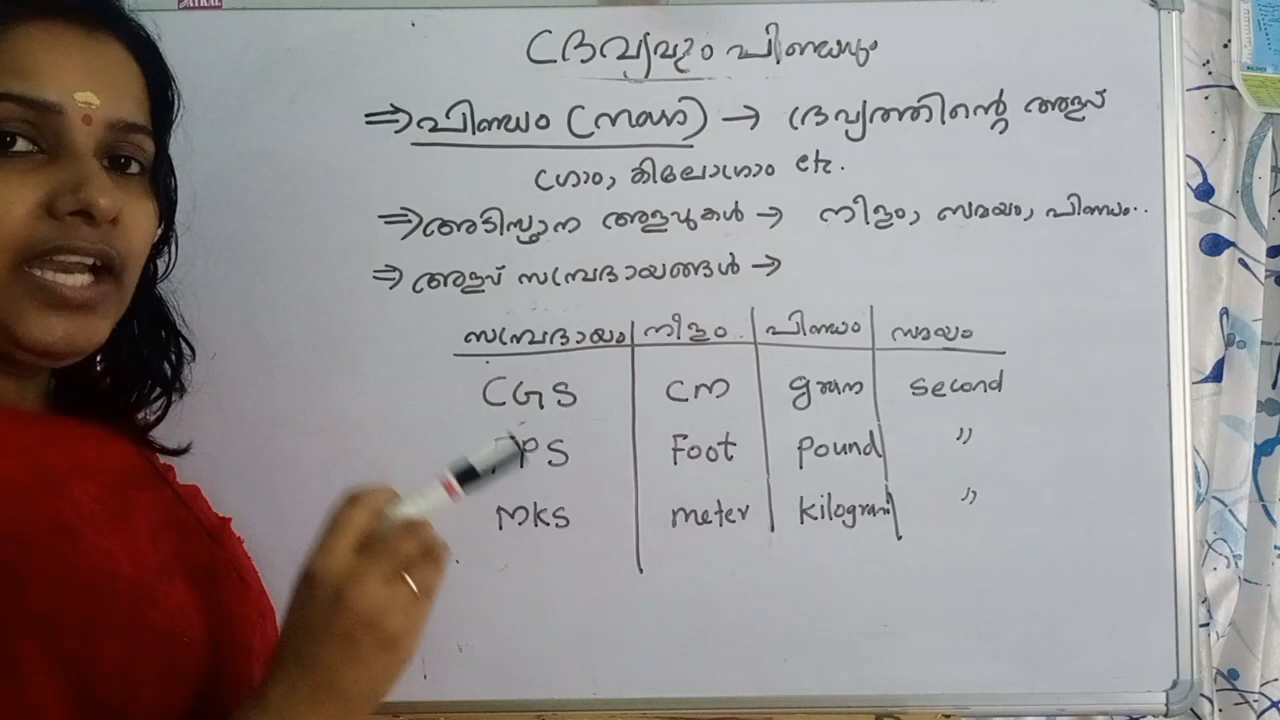 ദ്രവ്യവും പിണ്ഡവും
⇒ പിണ്ഡം (mass) → ദ്രവ്യത്തിന്റെ അളവ്
ഗ്രാം, കിലോഗ്രാം etc.
⇒ അടിസ്ഥാന അളവുകൾ → നീളം, സമയം, പിണ്ഡം..
⇒ അളവ് സമ്പ്രദായങ്ങൾ →
സമ്പ്രദായം നീളം പിണ്ഡം സമയം
CGS CM gram second
PS Foot pound "
MKS meter kilogram "